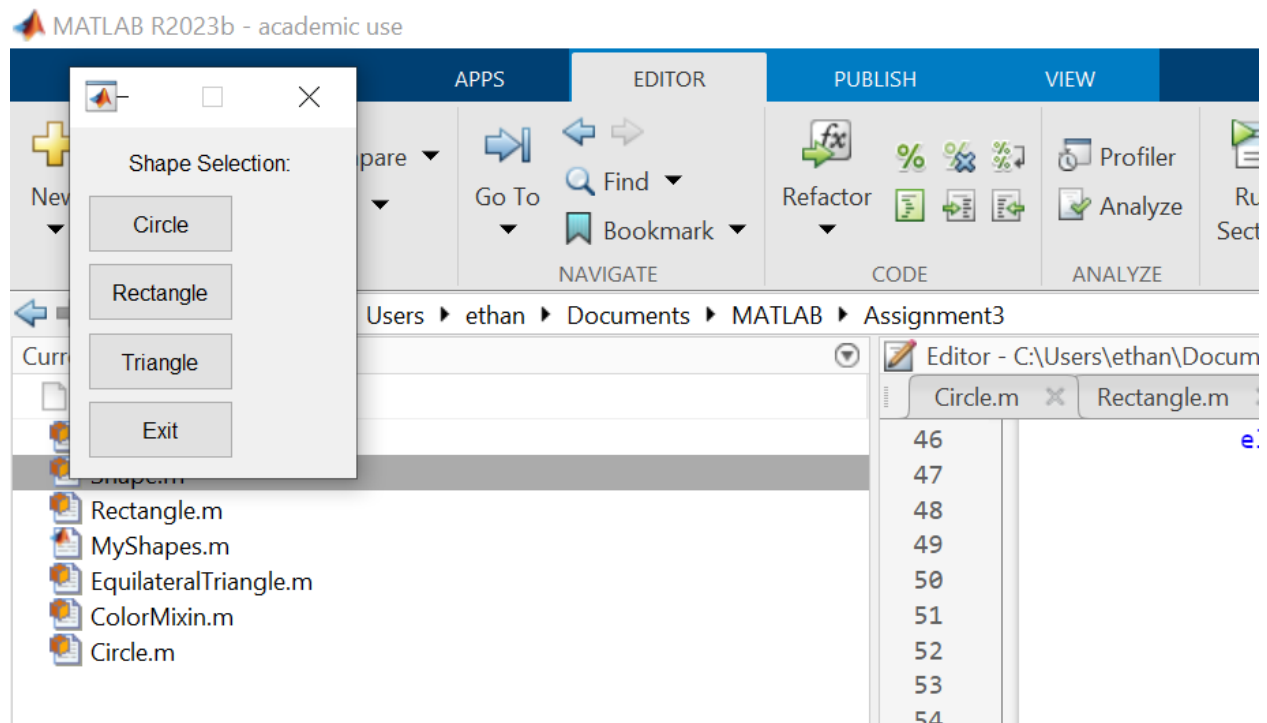 MATLAB R2023b - academic use
APPS
EDITOR
PUBLISH
VIEW
Shape Selection:
Circle
Rectangle
Triangle
Exit
New
pare
Go To
Find
Bookmark
NAVIGATE
Refactor
CODE
Profiler
Analyze
ANALYZE
Ru
Sect
Users ethan Documents MATLAB Assignment3
Curr
Shape.m
Rectangle.m
MyShapes.m
EquilateralTriangle.m
ColorMixin.m
Circle.m
Editor - C:\Users\ethan\Docum
Circle.m
Rectangle.m
46
47
48
49
50
51
52
53
54